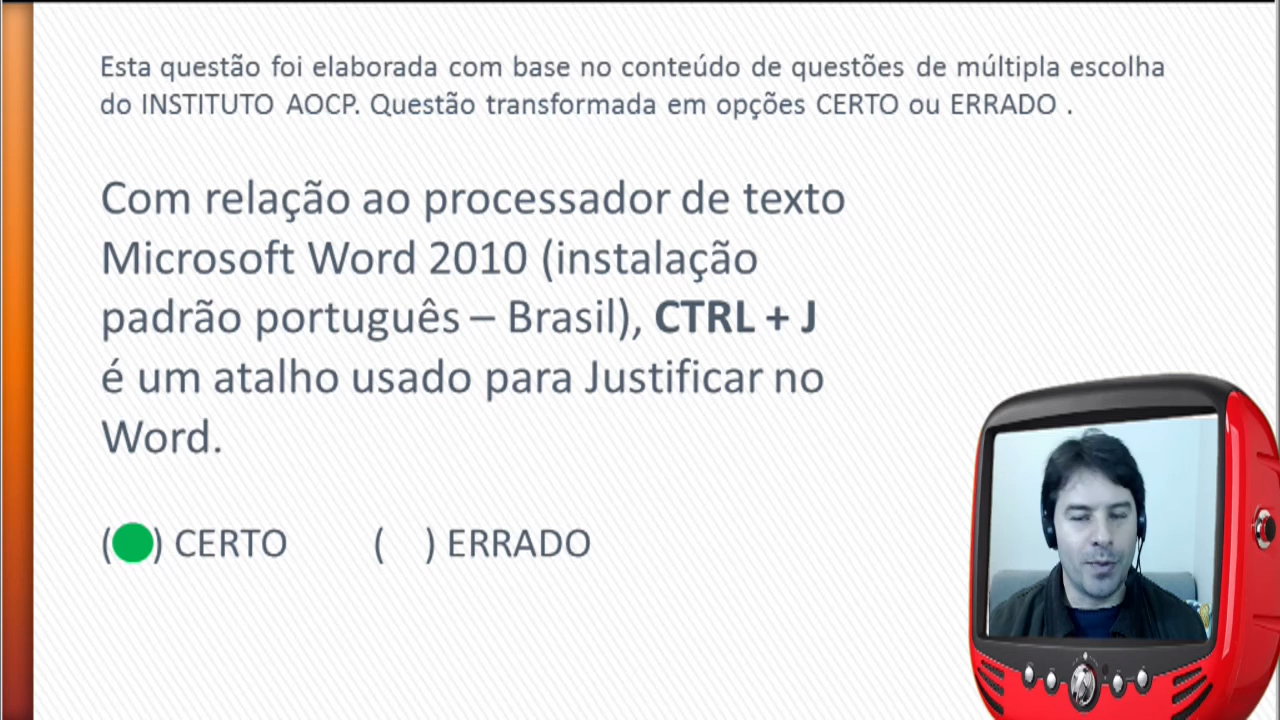 Esta questão foi elaborada com base no conteúdo de questões de múltipla escolha
do INSTITUTO AOCP. Questão transformada em opções CERTO ou ERRADO .
Com relação ao processador de texto
Microsoft Word 2010 (instalação
padrão português – Brasil), CTRL + J
é um atalho usado para Justificar no
Word.
( ) CERTO ( ) ERRADO